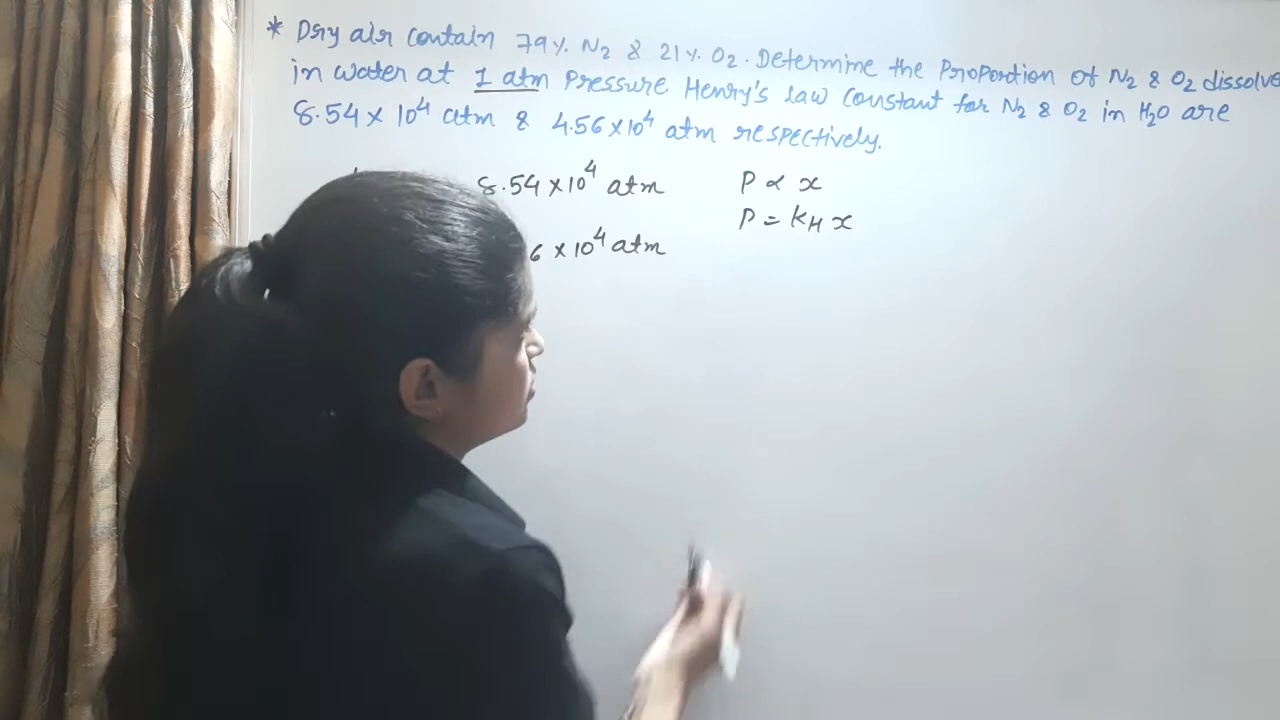 * Dry air contain 79%. N2 & 21%. O2. Determine the Proportion of N2 & O2 dissolve
in water at 1 atm Pressure Henry's law constant for N2 & O2 in H2O are
8.54 × 10⁴ atm & 4.56×10⁴ atm respectively.
8.54 ×10⁴ atm P ∝ x
P = KH x
6 × 10⁴ atm